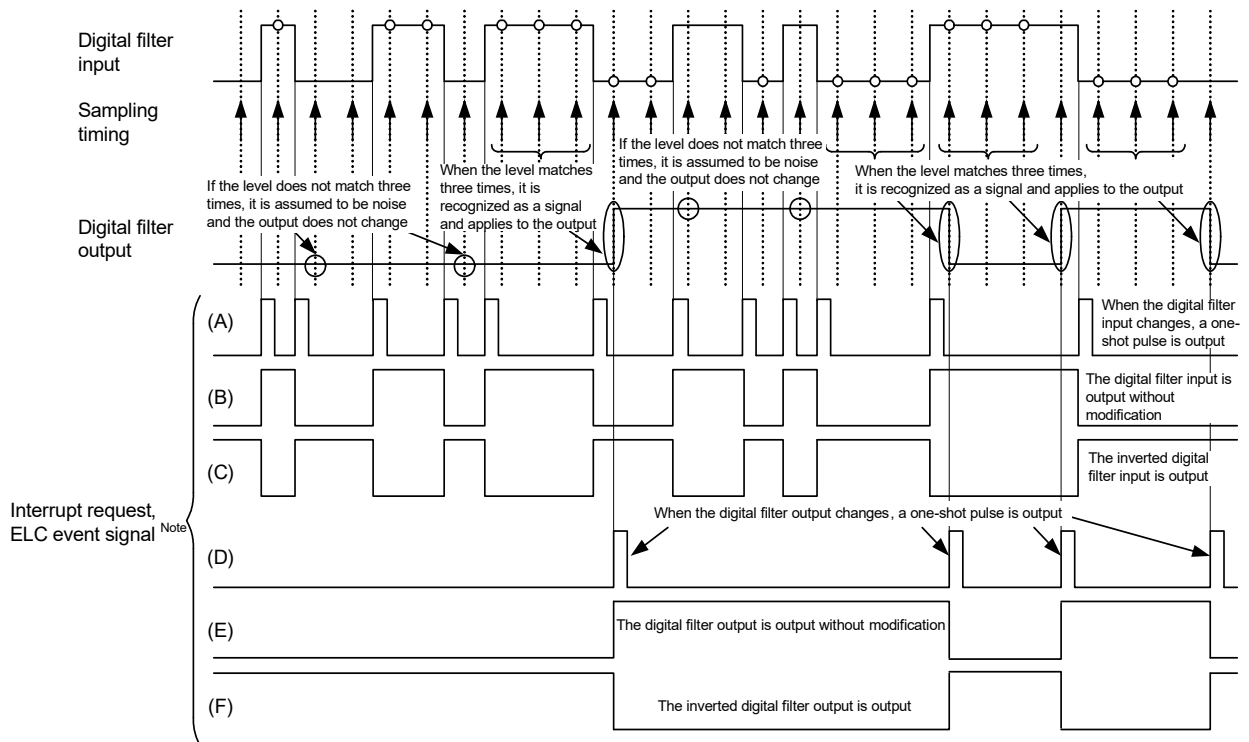 Digital filter
input
Sampling
timing
If the level does not match three
times, it is assumed to be noise
and the output does not change
When the level matches
three times, it is
recognized as a signal
and applies to the output
If the level does not match three
times, it is assumed to be noise
and the output does not change
When the level matches three times,
it is recognized as a signal and applies to the output
Digital filter
output
(A)
When the digital filter
input changes, a one-
shot pulse is output
(B)
The digital filter input is
output without
modification
(C)
The inverted digital
filter input is output
Interrupt request,
ELC event signal Note
When the digital filter output changes, a one-shot pulse is output
(D)
(E)
The digital filter output is output without modification
(F)
The inverted digital filter output is output